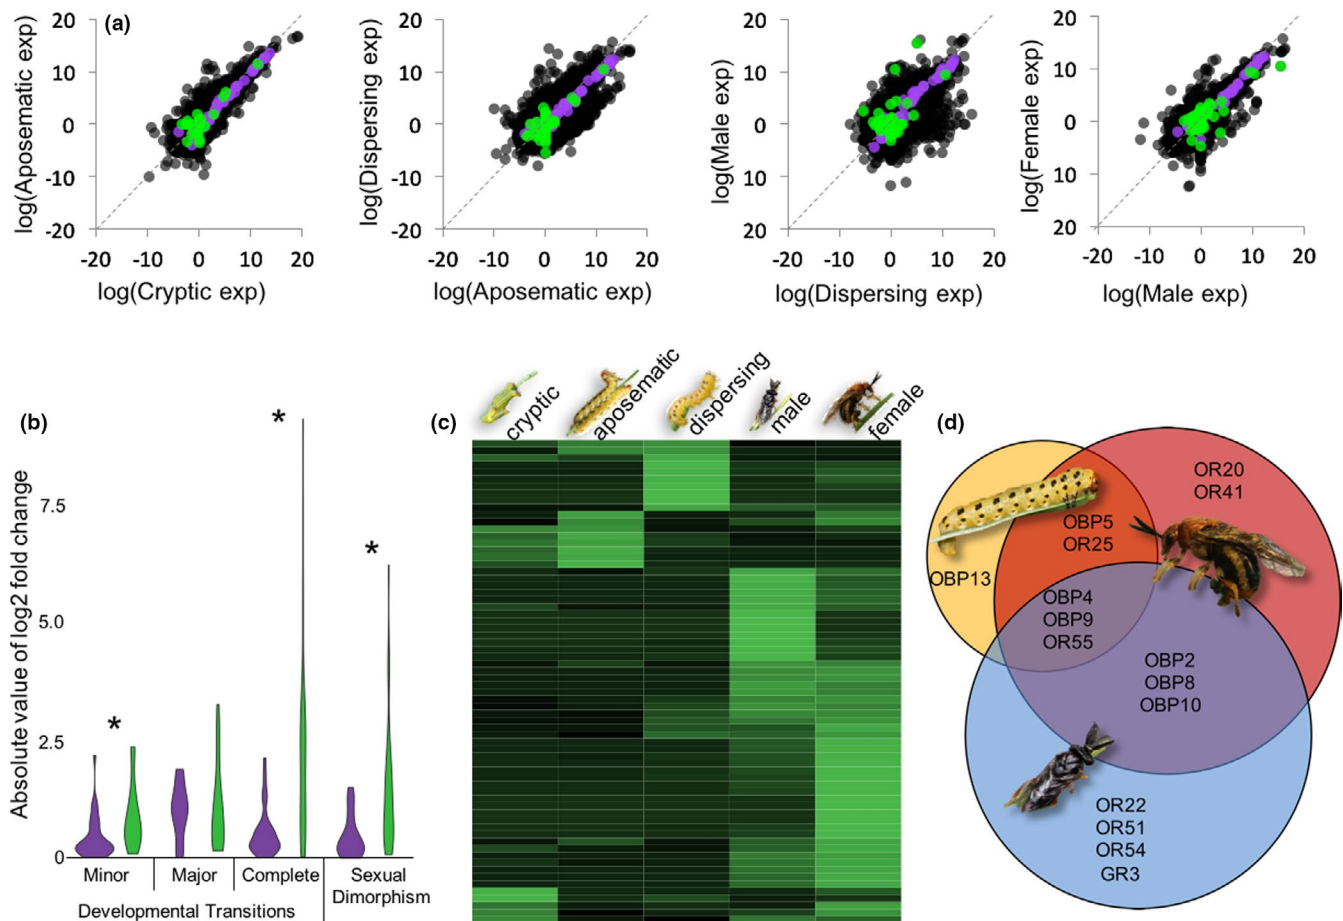 (a)
20
10
0
-10
-20
log(Aposematic exp)
-20 -10 0 10 20
log(Cryptic exp)
20
10
0
-10
-20
log(Dispersing exp)
-20 -10 0 10 20
log(Aposematic exp)
20
10
0
10
20
log(Male exp)
-20 -10 0 10 20
log(Dispersing exp)
20
10
0
10
20
log(Female exp)
-20 -10 0 10 20
log(Male exp)
(b)
Absolute value of log2 fold change
7.5
5.0
2.5
0
*
*
*
Minor Major Complete Sexual
Dimorphism
Developmental Transitions
(c)
cryptic
aposematic
dispersing
male
female
(d)
OR20
OR41
OBP5
OR25
OBP13
OBP4
OBP9
OR55
OBP2
OBP8
OBP10
OR22
OR51
OR54
GR3